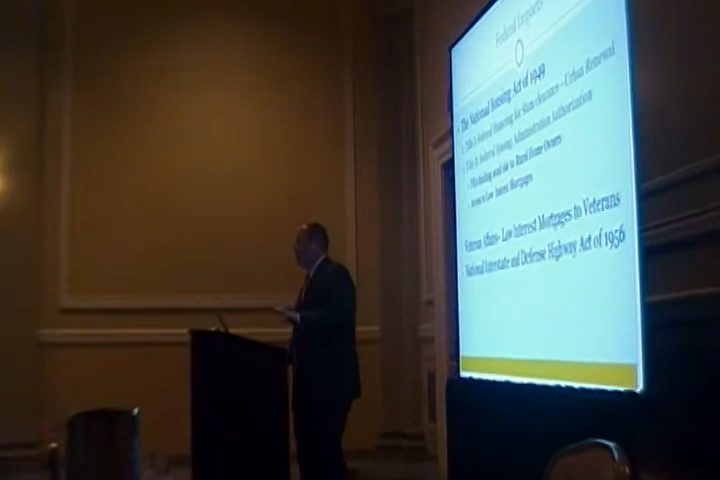 Federal Impacts
The National Housing Act of 1949
Title I: Federal Financing for Slum clearance – Urban Renewal
Title II: Federal Housing Administration Authorization
FHA funding available to Rural Home Owners
Access to Low Interest Mortgages
Veteran Affairs- Low Interest Mortgages to Veterans
National Interstate and Defense Highway Act of 1956